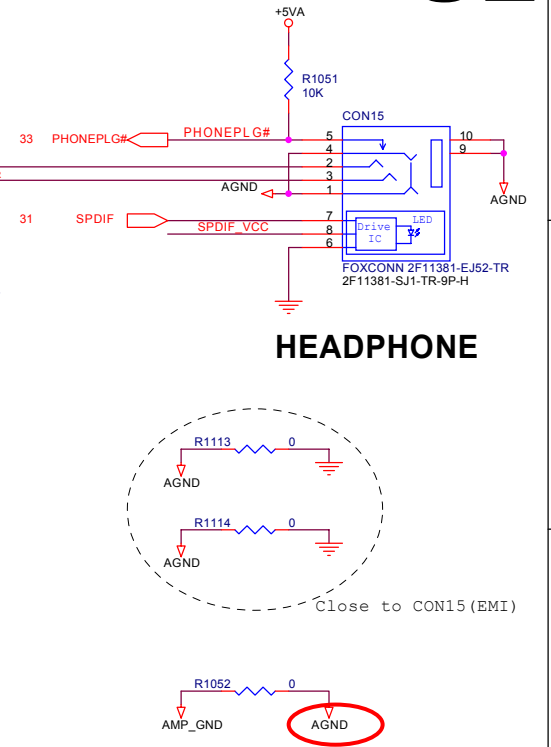 +5VA
R1051
10K
CON15
33 PHONEPLG# PHONEPLG# 5 10
4 9
2
3
AGND 1
AGND
31 SPDIF 7 LED
SPDIF_VCC 8 Drive
6 IC
FOXCONN 2F11381-EJ52-TR
2F11381-SJ1-TR-9P-H
HEADPHONE
R1113 0
AGND
R1114 0
AGND
Close to CON15(EMI)
R1052 0
AMP_GND AGND